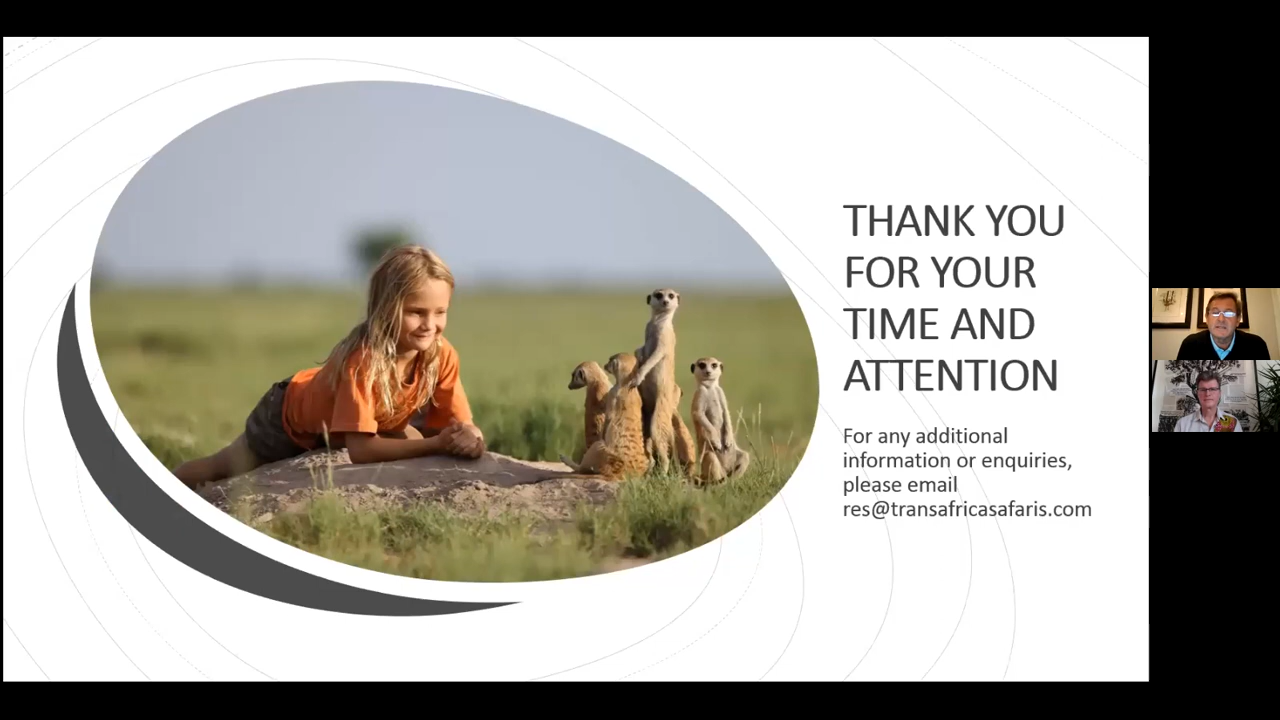 THANK YOU
FOR YOUR
TIME AND
ATTENTION
For any additional
information or enquiries,
please email
res@transafricasafaris.com